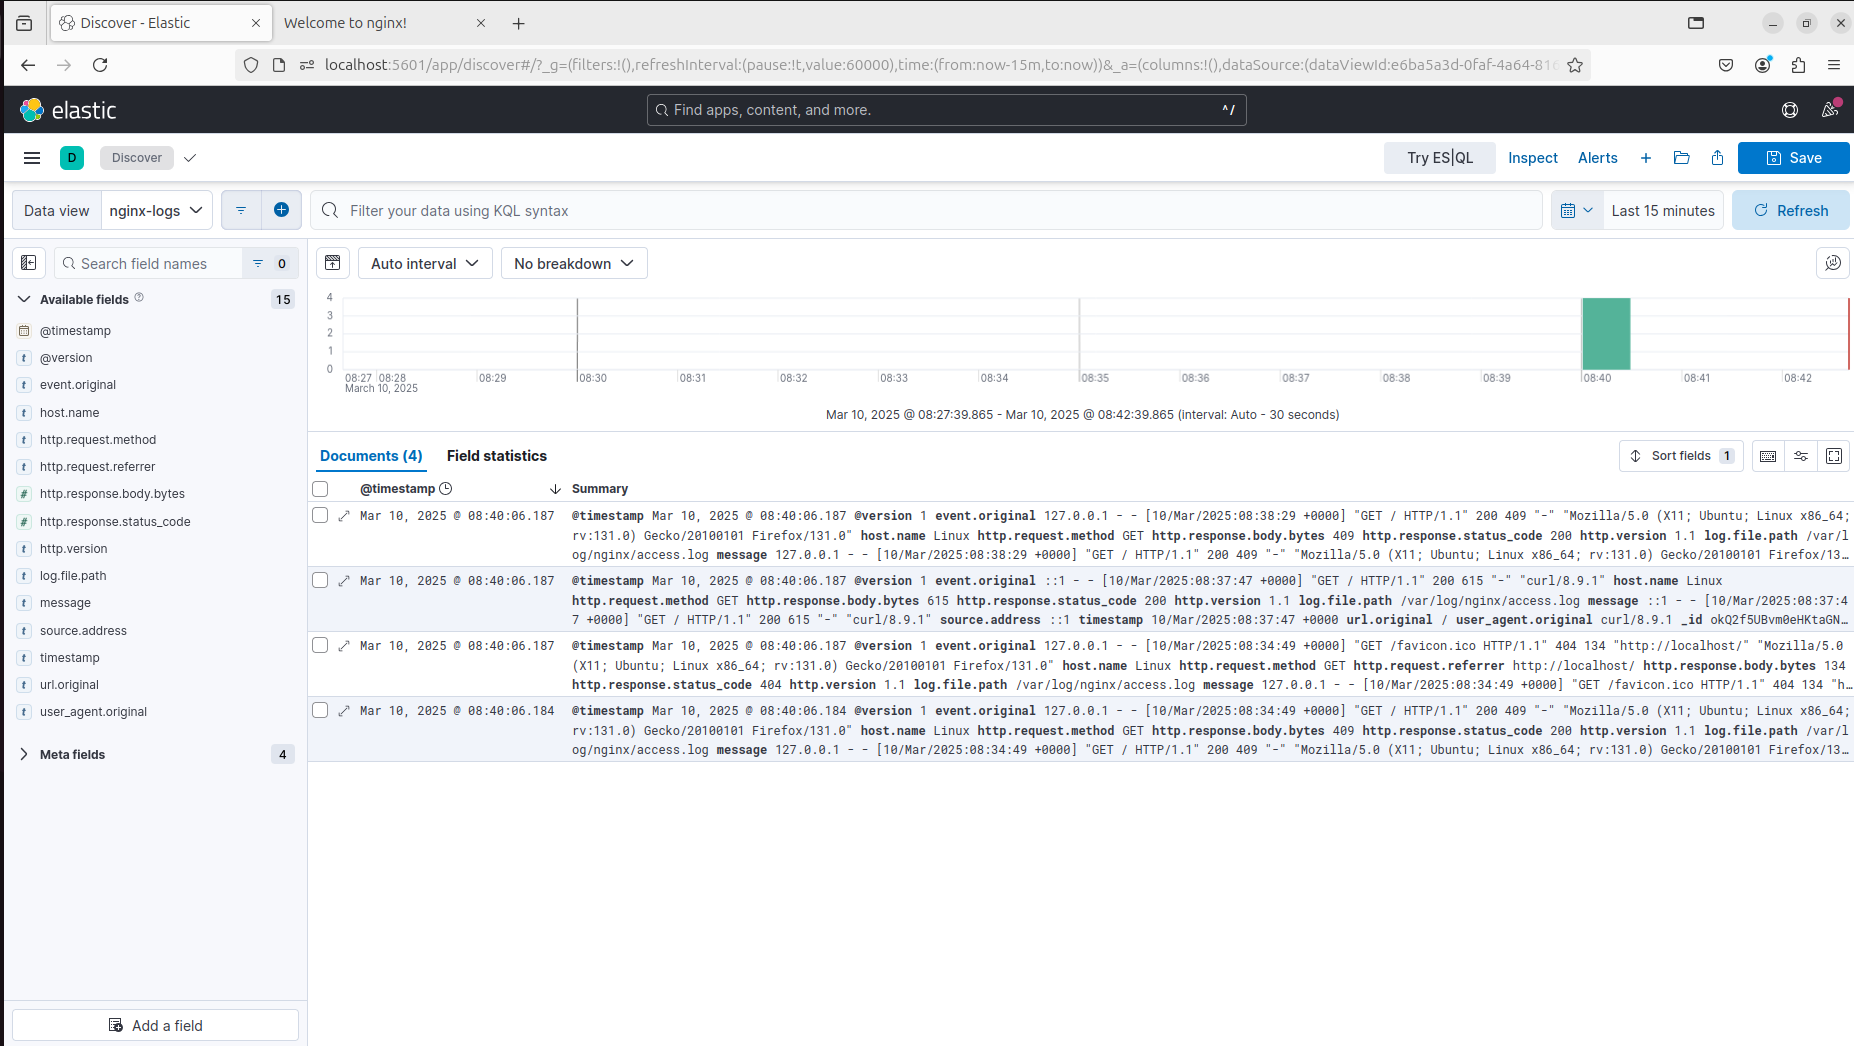 Discover - Elastic
Welcome to nginx!
localhost:5601/app/discover#/?_g=(filters:!(),refreshInterval:(pause:!t,value:60000),time:(from:now-15m,to:now))&_a=(columns:!(),dataSource:(dataViewId:e6ba5a3d-0faf-4a64-816
elastic
Find apps, content, and more.
^/
D
Discover
Try ES|QL
Inspect
Alerts
Save
Data view
nginx-logs
Filter your data using KQL syntax
Last 15 minutes
Refresh
Search field names
0
Auto interval
No breakdown
Available fields
15
@timestamp
@version
event.original
host.name
http.request.method
http.request.referrer
http.response.body.bytes
http.response.status_code
http.version
log.file.path
message
source.address
timestamp
url.original
user_agent.original
Meta fields
4
Add a field
4
3
2
1
0
08:27 08:28 08:29 08:30 08:31 08:32 08:33 08:34 08:35 08:36 08:37 08:38 08:39 08:40 08:41 08:42
March 10, 2025
Mar 10, 2025 @ 08:27:39.865 - Mar 10, 2025 @ 08:42:39.865 (interval: Auto - 30 seconds)
Documents (4)
Field statistics
Sort fields 1
@timestamp
Summary
Mar 10, 2025 @ 08:40:06.187 @timestamp Mar 10, 2025 @ 08:40:06.187 @version 1 event.original 127.0.0.1 - - [10/Mar/2025:08:38:29 +0000] "GET / HTTP/1.1" 200 409 "-" "Mozilla/5.0 (X11; Ubuntu; Linux x86_64;
rv:131.0) Gecko/20100101 Firefox/131.0" host.name Linux http.request.method GET http.response.body.bytes 409 http.response.status_code 200 http.version 1.1 log.file.path /var/l
og/nginx/access.log message 127.0.0.1 - - [10/Mar/2025:08:38:29 +0000] "GET / HTTP/1.1" 200 409 "-" "Mozilla/5.0 (X11; Ubuntu; Linux x86_64; rv:131.0) Gecko/20100101 Firefox/13…
Mar 10, 2025 @ 08:40:06.187 @timestamp Mar 10, 2025 @ 08:40:06.187 @version 1 event.original ::1 - - [10/Mar/2025:08:37:47 +0000] "GET / HTTP/1.1" 200 615 "-" "curl/8.9.1" host.name Linux
http.request.method GET http.response.body.bytes 615 http.response.status_code 200 http.version 1.1 log.file.path /var/log/nginx/access.log message ::1 - - [10/Mar/2025:08:37:4
7 +0000] "GET / HTTP/1.1" 200 615 "-" "curl/8.9.1" source.address ::1 timestamp 10/Mar/2025:08:37:47 +0000 url.original / user_agent.original curl/8.9.1 _id okQ2f5UBvm0eHKtaGN…
Mar 10, 2025 @ 08:40:06.187 @timestamp Mar 10, 2025 @ 08:40:06.187 @version 1 event.original 127.0.0.1 - - [10/Mar/2025:08:34:49 +0000] "GET /favicon.ico HTTP/1.1" 404 134 "http://localhost/" "Mozilla/5.0
(X11; Ubuntu; Linux x86_64; rv:131.0) Gecko/20100101 Firefox/131.0" host.name Linux http.request.method GET http.request.referrer http://localhost/ http.response.body.bytes 134
http.response.status_code 404 http.version 1.1 log.file.path /var/log/nginx/access.log message 127.0.0.1 - - [10/Mar/2025:08:34:49 +0000] "GET /favicon.ico HTTP/1.1" 404 134 "h…
Mar 10, 2025 @ 08:40:06.184 @timestamp Mar 10, 2025 @ 08:40:06.184 @version 1 event.original 127.0.0.1 - - [10/Mar/2025:08:34:49 +0000] "GET / HTTP/1.1" 200 409 "-" "Mozilla/5.0 (X11; Ubuntu; Linux x86_64;
rv:131.0) Gecko/20100101 Firefox/131.0" host.name Linux http.request.method GET http.response.body.bytes 409 http.response.status_code 200 http.version 1.1 log.file.path /var/l
og/nginx/access.log message 127.0.0.1 - - [10/Mar/2025:08:34:49 +0000] "GET / HTTP/1.1" 200 409 "-" "Mozilla/5.0 (X11; Ubuntu; Linux x86_64; rv:131.0) Gecko/20100101 Firefox/13…